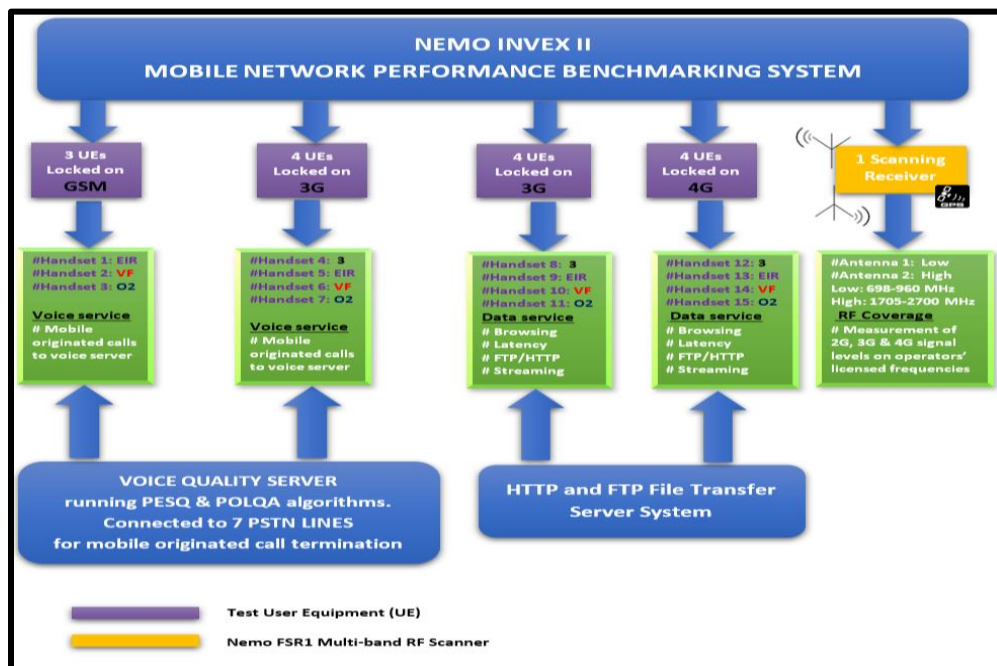 NEMO INVEX II
MOBILE NETWORK PERFORMANCE BENCHMARKING SYSTEM
3 UEs
Locked on
GSM
4 UEs
Locked on
3G
4 UEs
Locked on
3G
4 UEs
Locked on
4G
1 Scanning
Receiver
GPS
#Handset 1: EIR
#Handset 2: VF
#Handset 3: O2
Voice service
# Mobile
originated calls
to voice server
#Handset 4: 3
#Handset 5: EIR
#Handset 6: VF
#Handset 7: O2
Voice service
# Mobile
originated calls
to voice server
#Handset 8: 3
#Handset 9: EIR
#Handset 10: VF
#Handset 11: O2
Data service
# Browsing
# Latency
# FTP/HTTP
# Streaming
#Handset 12: 3
#Handset 13: EIR
#Handset 14: VF
#Handset 15: O2
Data service
# Browsing
# Latency
# FTP/HTTP
# Streaming
#Antenna 1: Low
#Antenna 2: High
Low: 698-960 MHz
High: 1705-2700 MHz
RF Coverage
# Measurement of
2G, 3G & 4G signal
levels on operators’
licensed frequencies
VOICE QUALITY SERVER
running PESQ & POLQA algorithms.
Connected to 7 PSTN LINES
for mobile originated call termination
HTTP and FTP File Transfer
Server System
Test User Equipment (UE)
Nemo FSR1 Multi-band RF Scanner